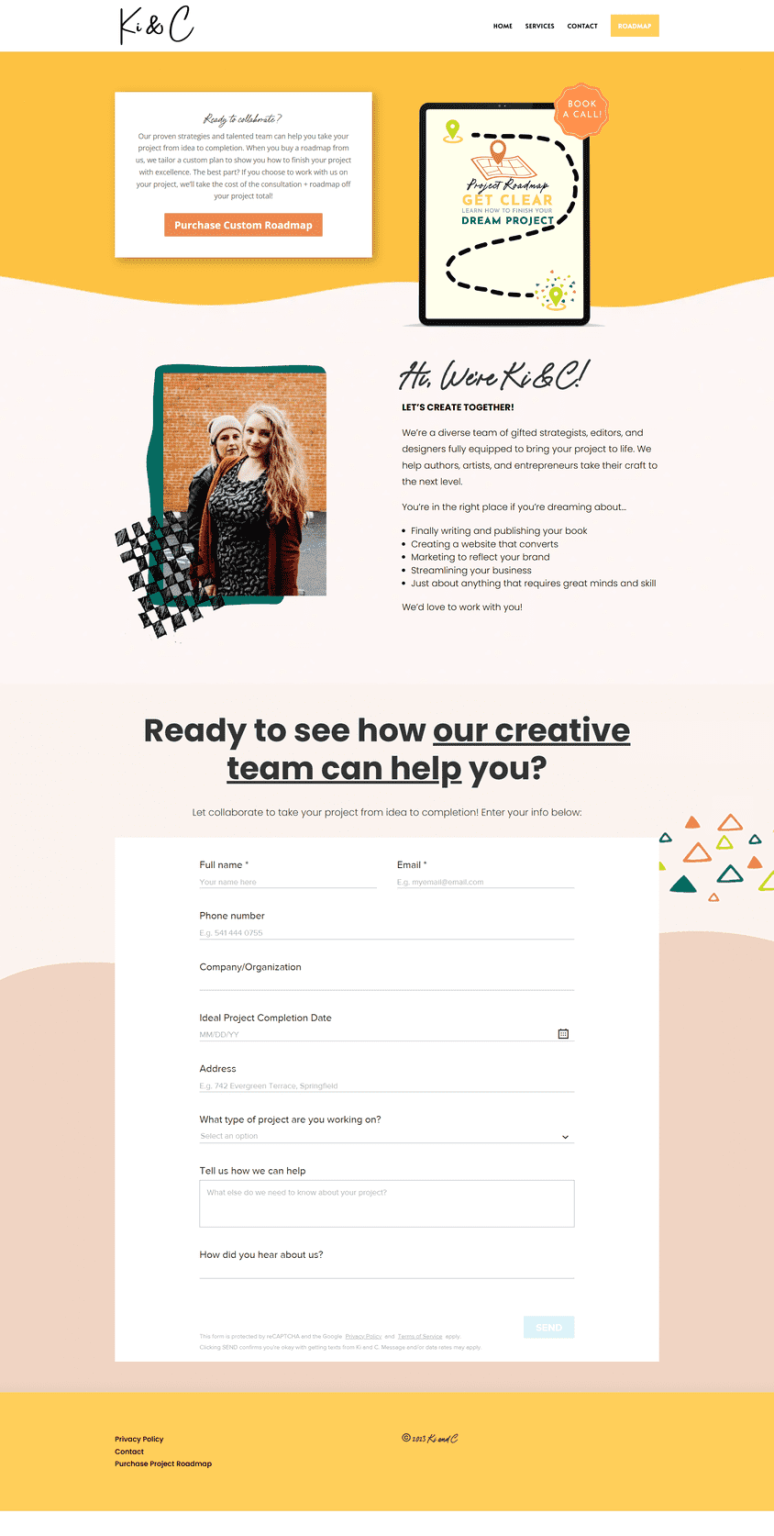 Ki & C
HOME SERVICES CONTACT ROADMAP
Ready to collaborate?
Our proven strategies and talented team can help you take your
project from idea to completion. When you buy a roadmap from
us, we tailor a custom plan to show you how to finish your project
with excellence. The best part? If you choose to work with us on
your project, we'll take the cost of the consultation + roadmap off
your project total!
Purchase Custom Roadmap
BOOK
A CALL!
Project Roadmap
GET CLEAR
LEARN HOW TO FINISH YOUR
DREAM PROJECT
Hi, We're Ki & C!
LET'S CREATE TOGETHER!
We're a diverse team of gifted strategists, editors, and
designers fully equipped to bring your project to life. We
help authors, artists, and entrepreneurs take their craft to
the next level.
You're in the right place if you're dreaming about...
• Finally writing and publishing your book
• Creating a website that converts
• Marketing to reflect your brand
• Streamlining your business
• Just about anything that requires great minds and skill
We'd love to work with you!
Ready to see how our creative
team can help you?
Let collaborate to take your project from idea to completion! Enter your info below:
Full name * Email *
Your name here E.g. myemail@email.com
Phone number
E.g. 541 444 0755
Company/Organization
Ideal Project Completion Date
MM/DD/YY
Address
E.g. 742 Evergreen Terrace, Springfield
What type of project are you working on?
Select an option
Tell us how we can help
What else do we need to know about your project?
How did you hear about us?
SEND
This form is protected by reCAPTCHA and the Google Privacy Policy and Terms of Service apply.
Clicking SEND confirms you're okay with getting texts from Ki and C. Message and/or data rates may apply.
Privacy Policy
Contact
Purchase Project Roadmap
© 2023 Ki and C